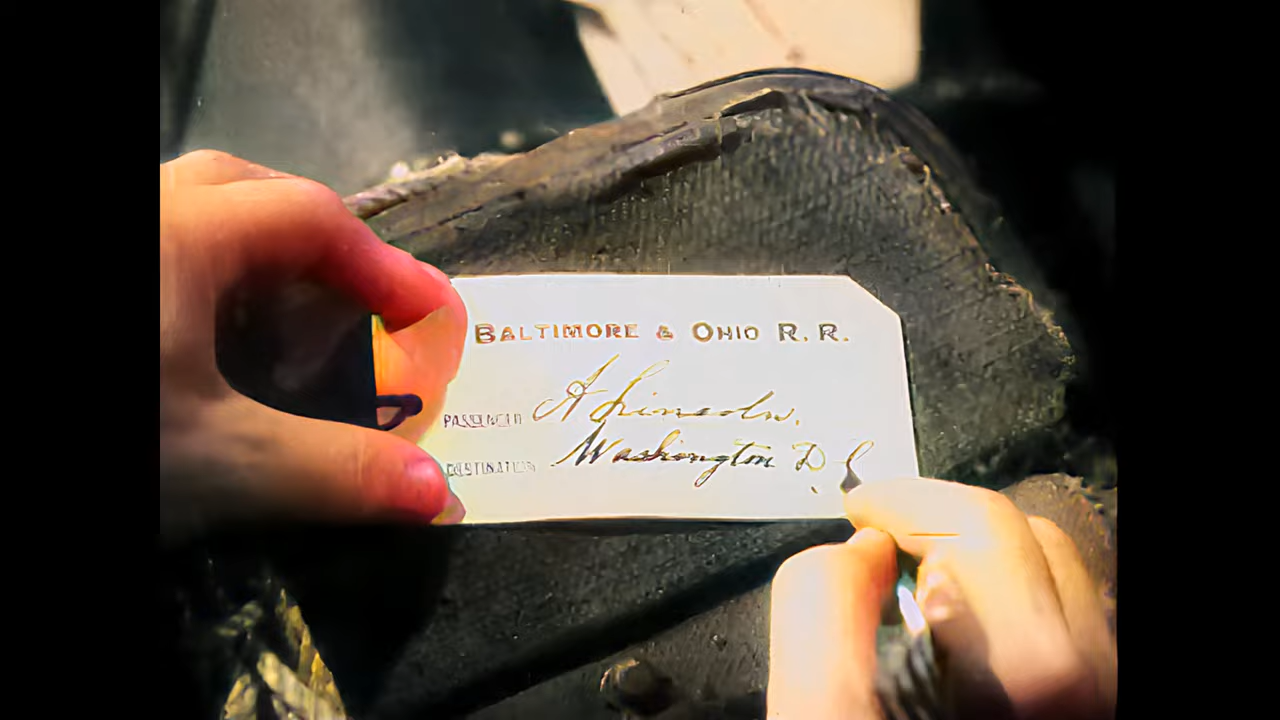 BALTIMORE & OHIO R. R.
PASSENGER A Lincoln.
DESTINATION Washington D. C